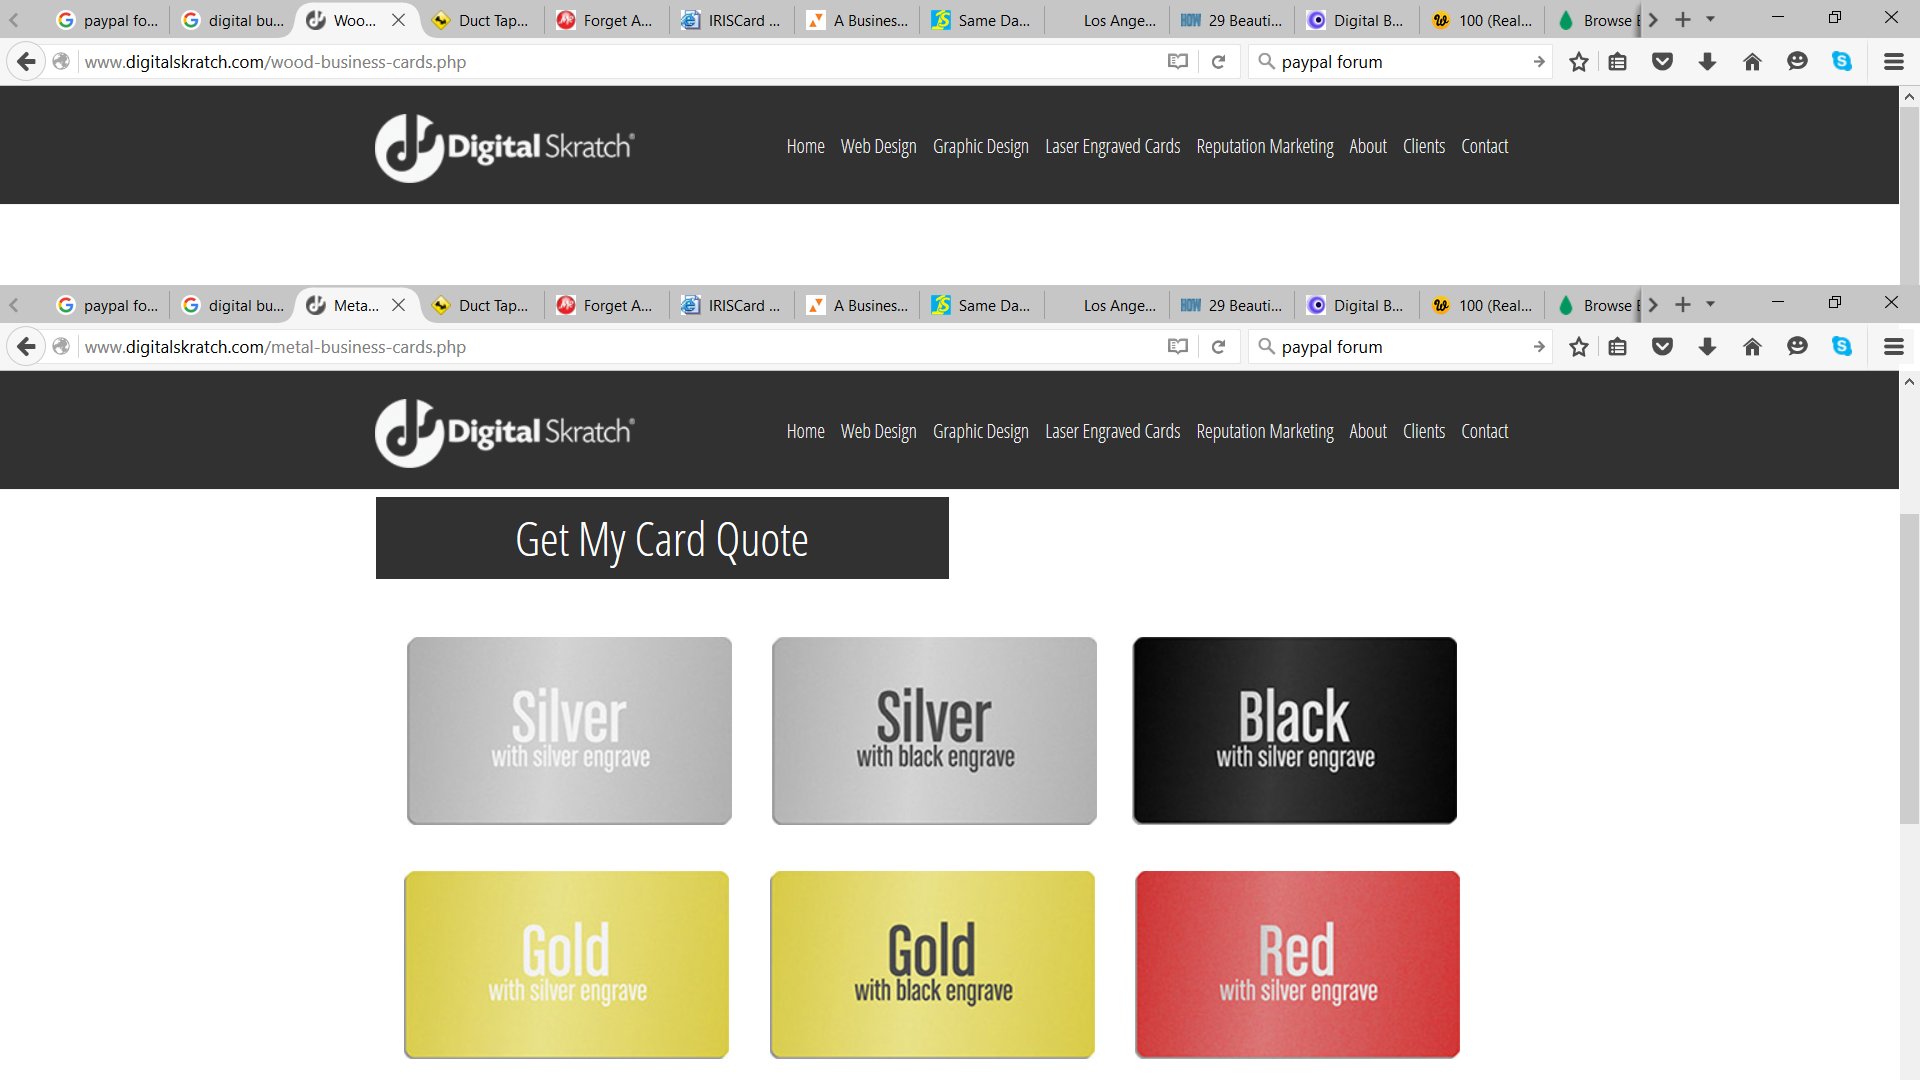 paypal fo...
digital bu...
Woo...
Duct Tap...
Forget A...
IRISCard ...
A Business...
Same Da...
Los Ange...
HOW
29 Beauti...
Digital B...
100 (Real...
Browse
www.digitalskratch.com/wood-business-cards.php
paypal forum
Digital Skratch®
Home
Web Design
Graphic Design
Laser Engraved Cards
Reputation Marketing
About
Clients
Contact
paypal fo...
digital bu...
Meta...
Duct Tap...
Forget A...
IRISCard ...
A Business...
Same Da...
Los Ange...
HOW
29 Beauti...
Digital B...
100 (Real...
Browse
www.digitalskratch.com/metal-business-cards.php
paypal forum
Digital Skratch®
Home
Web Design
Graphic Design
Laser Engraved Cards
Reputation Marketing
About
Clients
Contact
Get My Card Quote
Silver
with silver engrave
Silver
with black engrave
Black
with silver engrave
Gold
with silver engrave
Gold
with black engrave
Red
with silver engrave